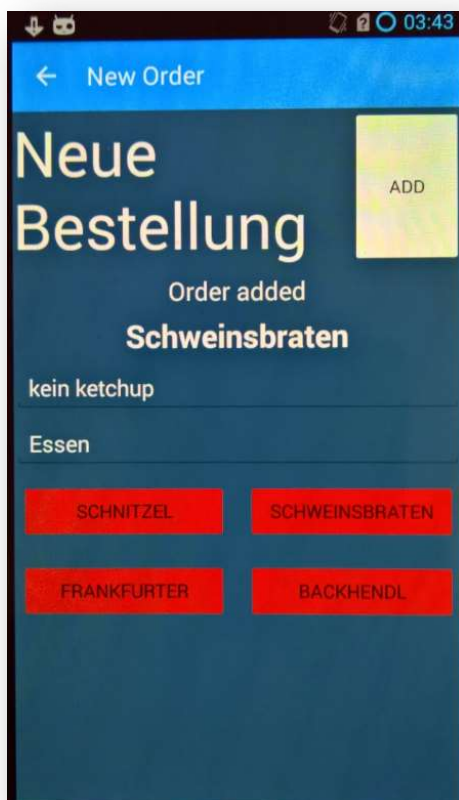 03:43
New Order
Neue
Bestellung
ADD
Order added
Schweinsbraten
kein ketchup
Essen
SCHNITZEL
SCHWEINSBRATEN
FRANKFURTER
BACKHENDL